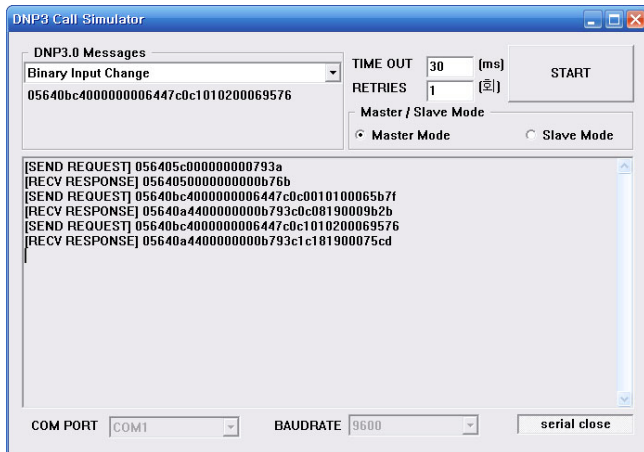 DNP3 Call Simulator
DNP3.0 Messages
Binary Input Change
05640bc4000000006447c0c1010200069576
TIME OUT 30 (ms)
RETRIES 1 (회)
START
Master / Slave Mode
Master Mode
Slave Mode
[SEND REQUEST] 056405c000000000793a
[RECV RESPONSE] 0564050000000000b76b
[SEND REQUEST] 05640bc4000000006447c0c0010100065b7f
[RECV RESPONSE] 05640a4400000000b793c0c08190009b2b
[SEND REQUEST] 05640bc4000000006447c0c1010200069576
[RECV RESPONSE] 05640a4400000000b793c1c181900075cd
COM PORT COM1
BAUDRATE 9600
serial close